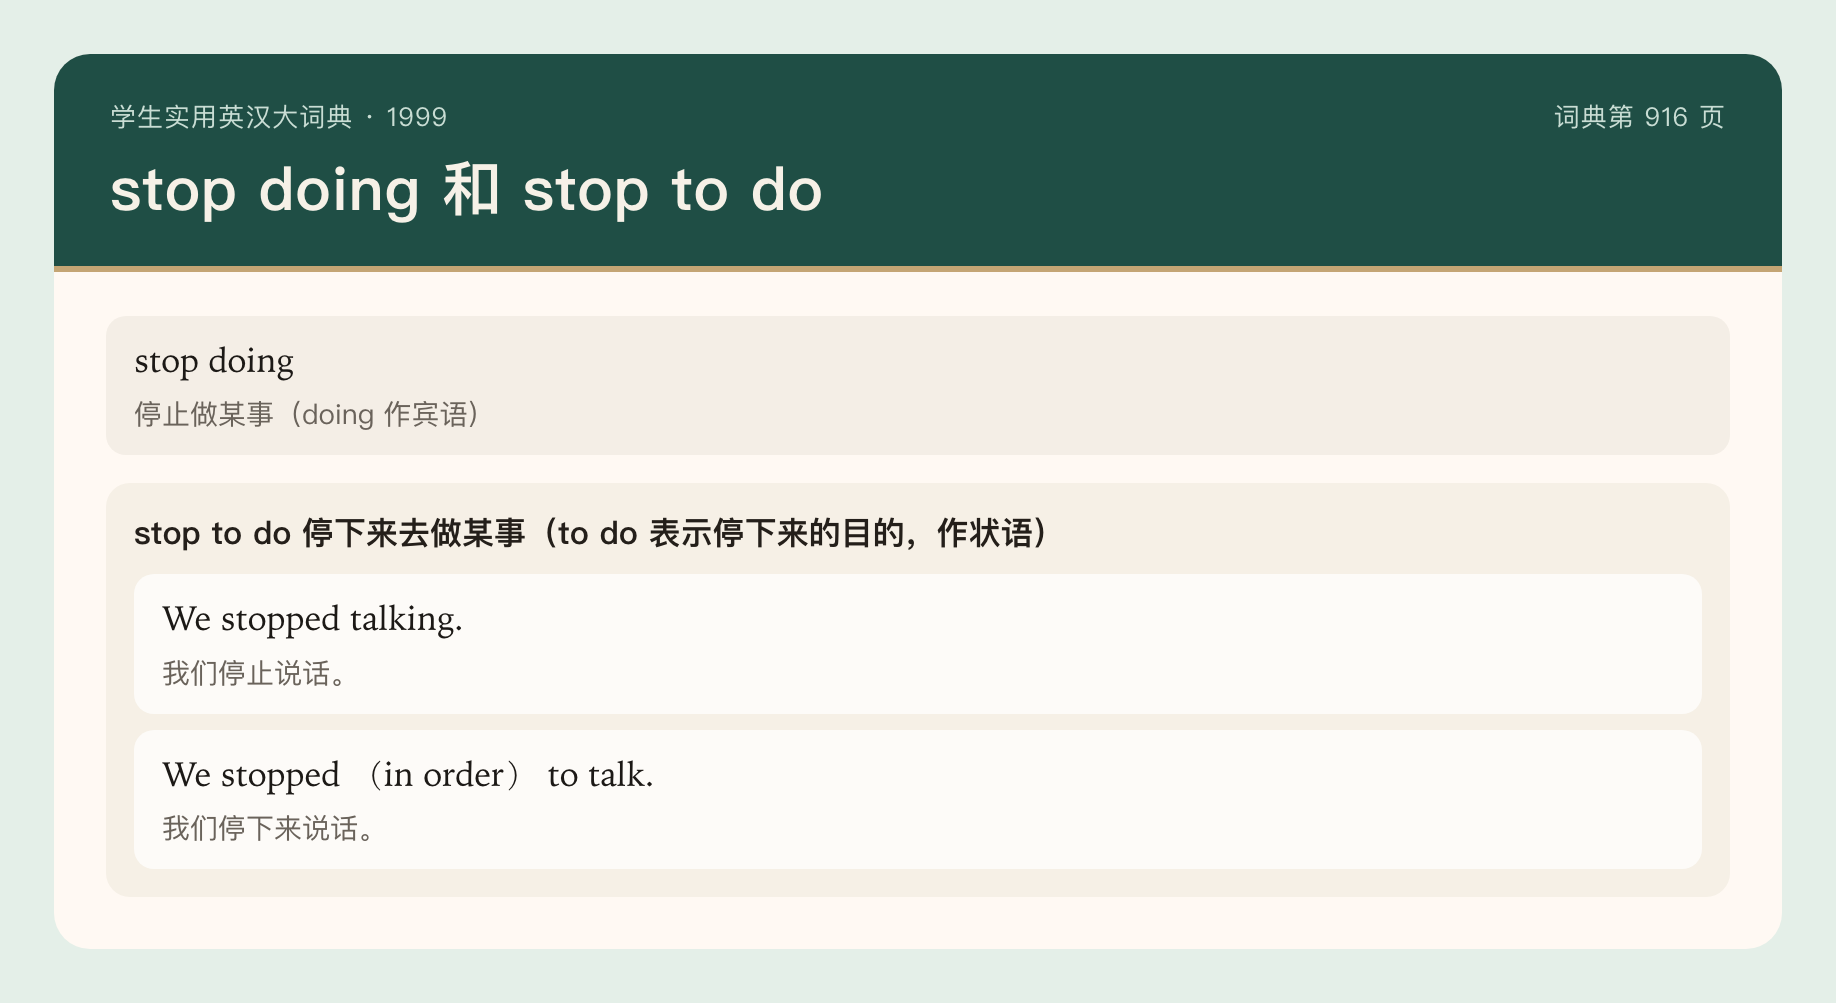 学生实用英汉大词典 · 1999
词典第 916 页
stop doing 和 stop to do
stop doing
停止做某事（doing 作宾语）
stop to do 停下来去做某事（to do 表示停下来的目的，作状语）
We stopped talking.
我们停止说话。
We stopped （in order） to talk.
我们停下来说话。